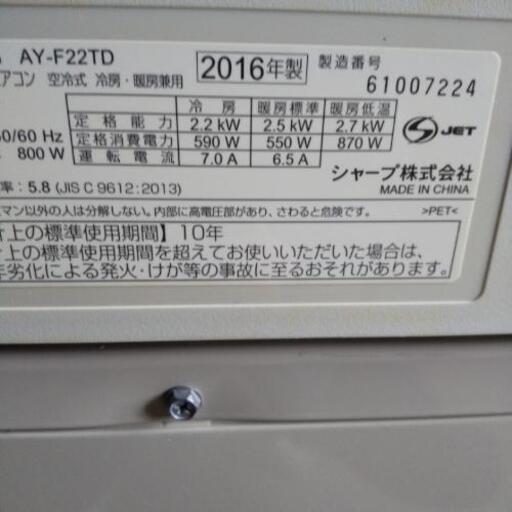 AY-F22TD
アコン 空冷式 冷房・暖房兼用
2016年製
製造番号
61007224
冷房 暖房標準 暖房低温
定格能力 2.2 kW 2.5 kW 2.7 kW
50/60 Hz 定格消費電力 590 W 550 W 870 W
800 W 運転電流 7.0 A 6.5 A
S JET
シャープ株式会社
率:5.8 (JIS C 9612:2013)
MADE IN CHINA
マン以外の人は分解しない。内部に高電圧部があり、さわると危険です。
>PET<
計上の標準使用期間】10年
計上の標準使用期間を超えてお使いいただいた場合は、
年劣化による発火・けが等の事故に至るおそれがあります。